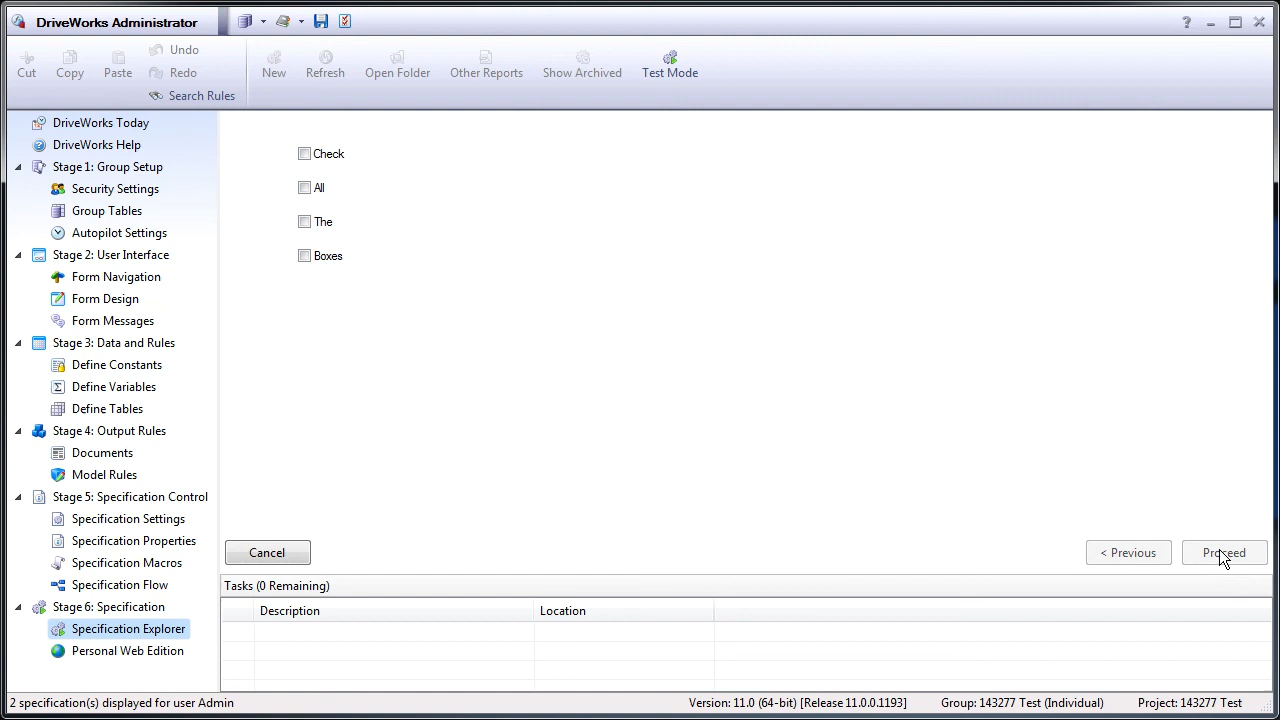 DriveWorks Administrator
Cut
Copy
Paste
Undo
Redo
Search Rules
New
Refresh
Open Folder
Other Reports
Show Archived
Test Mode
DriveWorks Today
DriveWorks Help
Stage 1: Group Setup
Security Settings
Group Tables
Autopilot Settings
Stage 2: User Interface
Form Navigation
Form Design
Form Messages
Stage 3: Data and Rules
Define Constants
Define Variables
Define Tables
Stage 4: Output Rules
Documents
Model Rules
Stage 5: Specification Control
Specification Settings
Specification Properties
Specification Macros
Specification Flow
Stage 6: Specification
Specification Explorer
Personal Web Edition
Check
All
The
Boxes
Cancel
< Previous
Proceed
Tasks (0 Remaining)
Description Location
2 specification(s) displayed for user Admin
Version: 11.0 (64-bit) [Release 11.0.0.1193]
Group: 143277 Test (Individual)
Project: 143277 Test